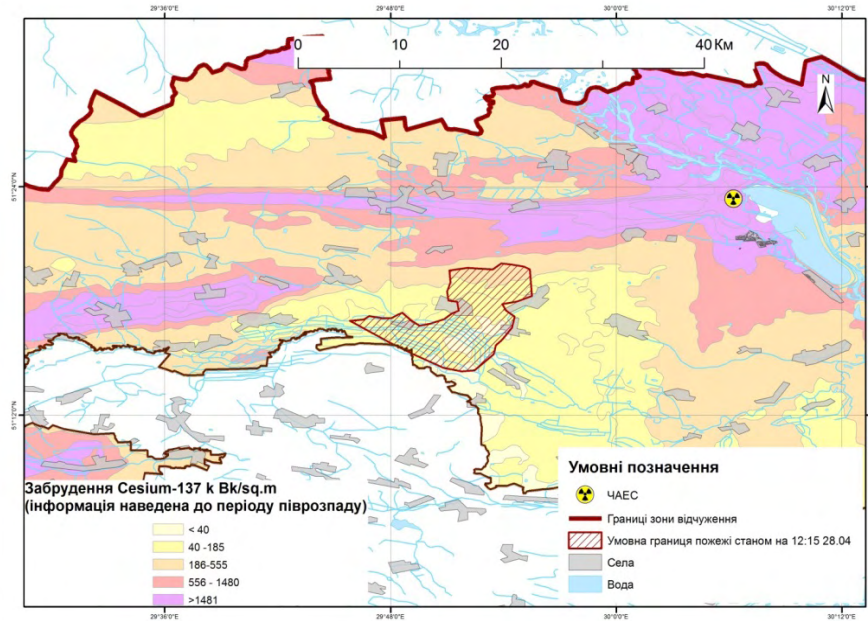 29°36'0"E 29°48'0"E 30°0'0"E 30°12'0"E
0 10 20 40 Км
N
51°24'0"N
51°12'0"N
Забрудення Cesium-137 k Bk/sq.m
(інформація наведена до періоду піврозпаду)
< 40
40 -185
186-555
556 - 1480
>1481
Умовні позначення
ЧАЕС
Границі зони відчуження
Умовна границя пожежі станом на 12:15 28.04
Села
Вода
29°36'0"E 29°48'0"E 30°0'0"E 30°12'0"E